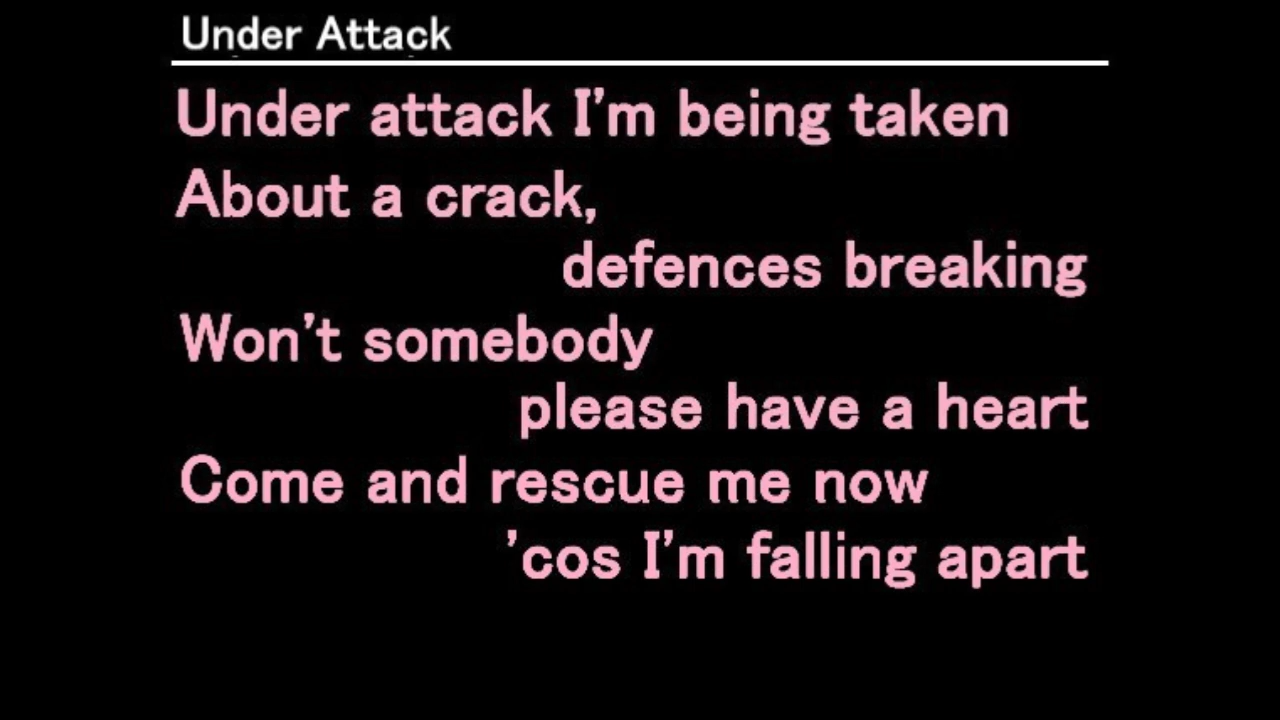 Under Attack
Under attack I'm being taken
About a crack,
defences breaking
Won't somebody
please have a heart
Come and rescue me now
'cos I'm falling apart